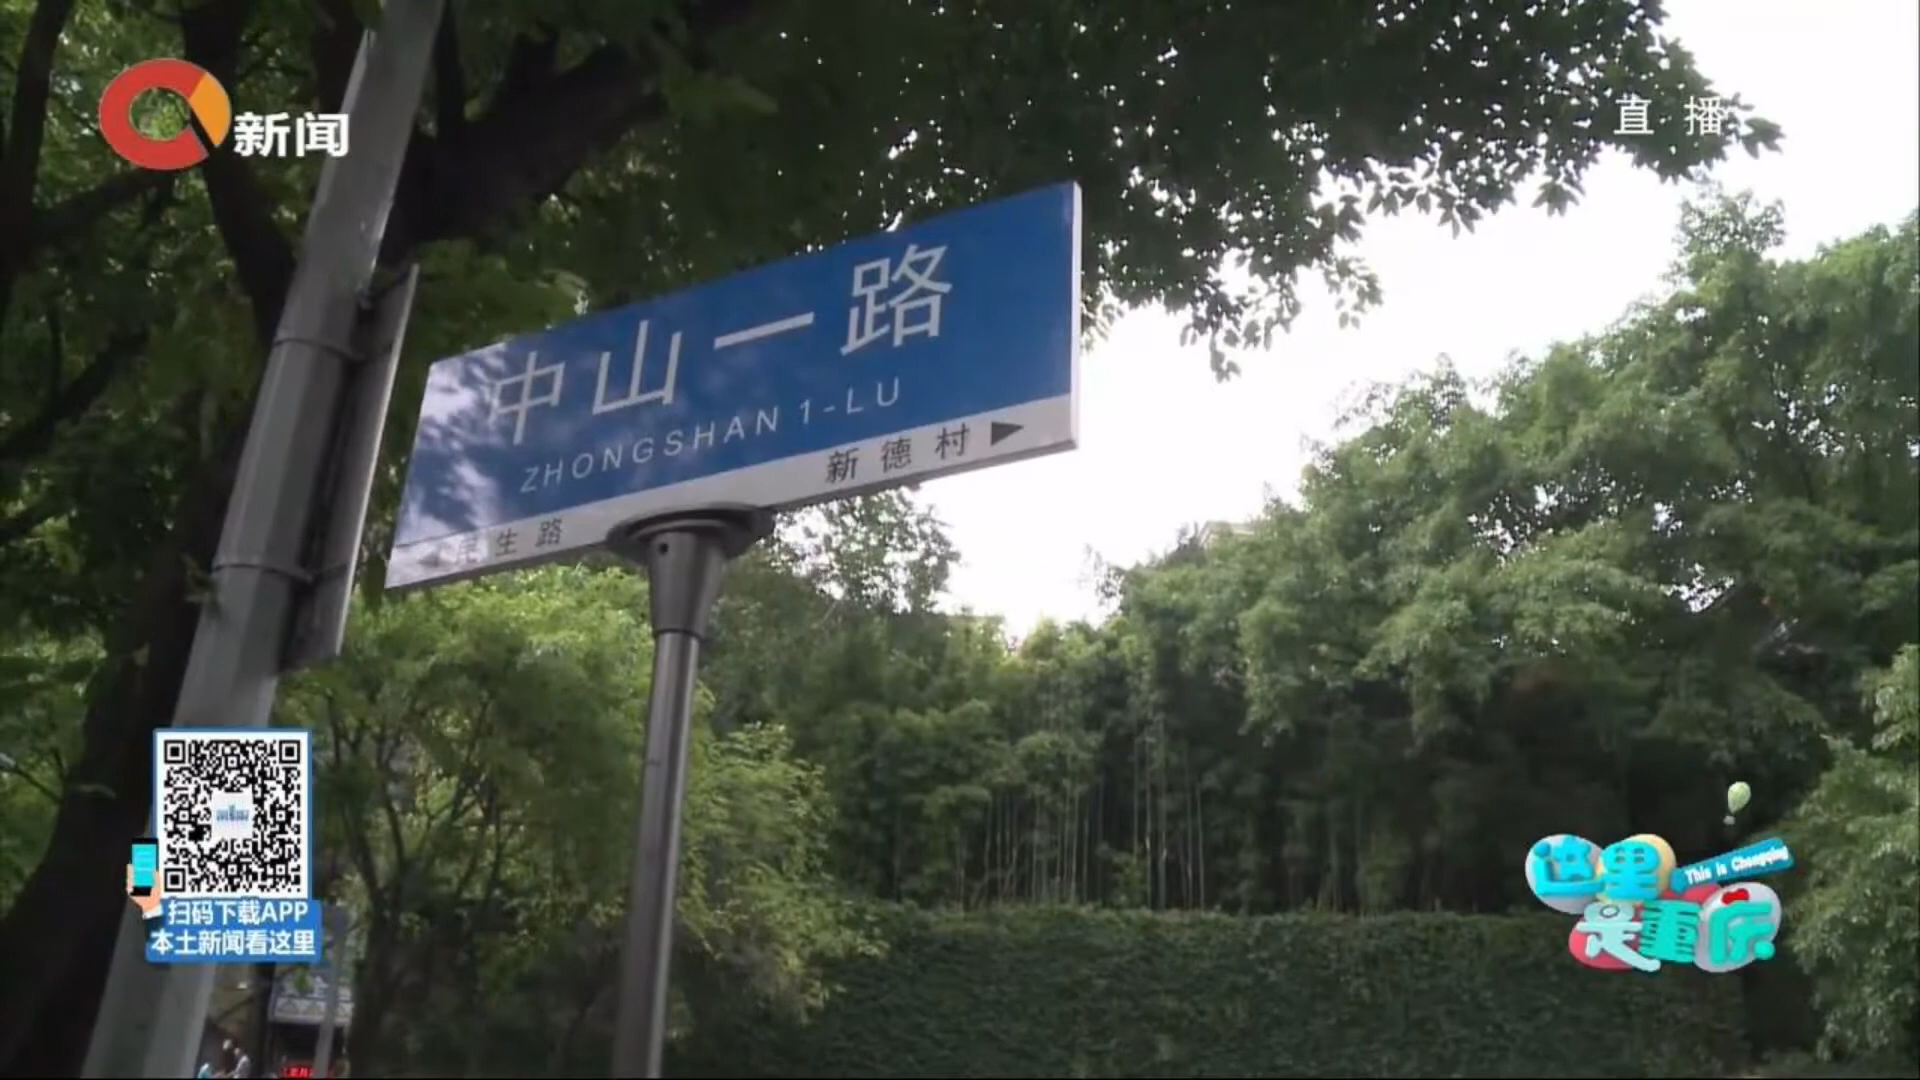 新闻
直播
中山一路
ZHONGSHAN 1-LU
民生路
新德村
扫码下载APP
本土新闻看这里
这里
This is Chongqing
是重庆